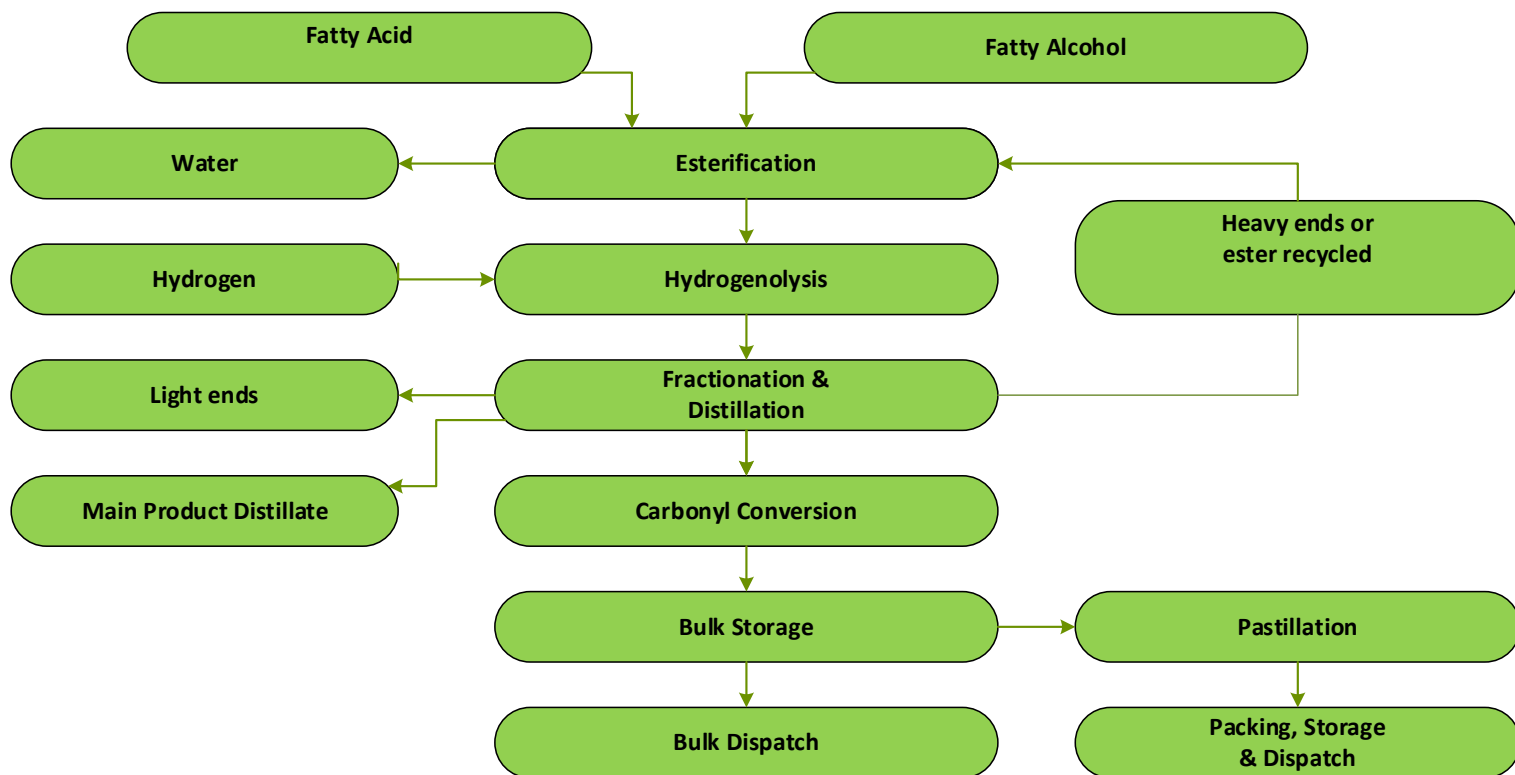 Fatty Acid
Fatty Alcohol
Water
Esterification
Heavy ends or
ester recycled
Hydrogen
Hydrogenolysis
Light ends
Fractionation &
Distillation
Main Product Distillate
Carbonyl Conversion
Bulk Storage
Pastillation
Bulk Dispatch
Packing, Storage
& Dispatch